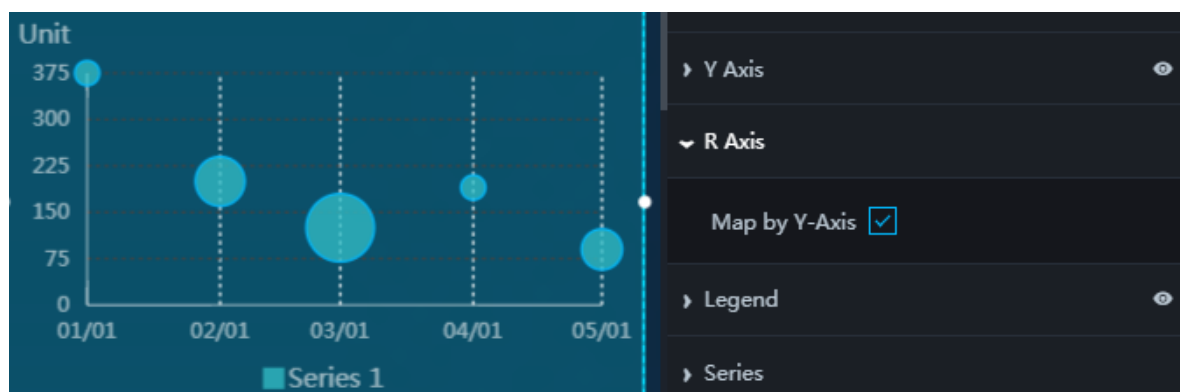 Unit
375
300
225
150
75
0
01/01 02/01 03/01 04/01 05/01
Series 1
Y Axis
R Axis
Map by Y-Axis
Legend
Series